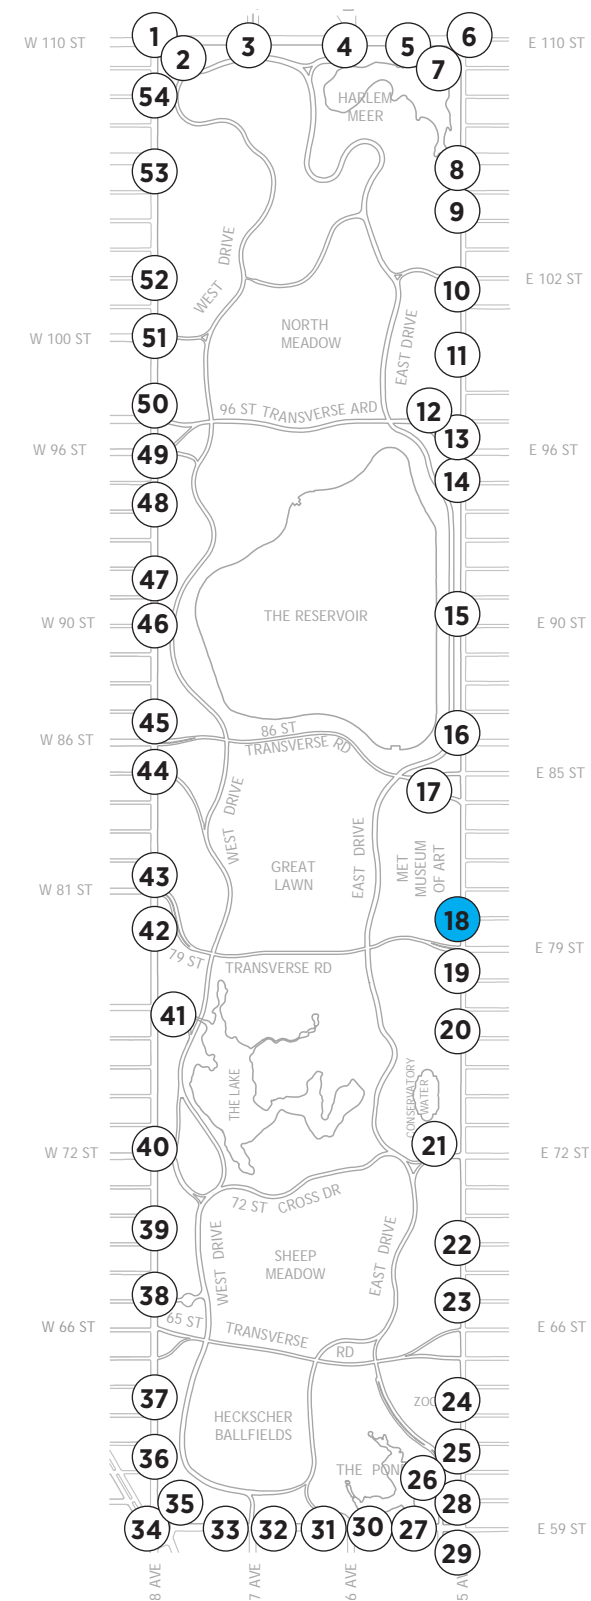 1
2
3
4
5
6
7
W 110 ST
E 110 ST
54
HARLEM
MEER
53
8
9
WEST DRIVE
52
10
E 102 ST
NORTH
MEADOW
EAST DRIVE
W 100 ST
51
11
50
96 ST TRANSVERSE ARD
12
13
W 96 ST
49
E 96 ST
14
48
47
W 90 ST
46
THE RESERVOIR
15
E 90 ST
45
86 ST
TRANSVERSE RD
16
W 86 ST
44
E 85 ST
17
WEST DRIVE
EAST DRIVE
MET
MUSEUM
OF ART
GREAT
LAWN
43
W 81 ST
42
18
79 ST
TRANSVERSE RD
E 79 ST
19
41
20
THE LAKE
CONSERVATORY
WATER
W 72 ST
40
21
E 72 ST
72 ST CROSS DR
39
WEST DRIVE
SHEEP
MEADOW
EAST DRIVE
22
38
23
65 ST TRANSVERSE RD
W 66 ST
E 66 ST
37
ZOO
24
HECKSCHER
BALLFIELDS
36
25
THE PON
26
35
28
34
33
32
31
30
27
E 59 ST
29
8 AVE
7 AVE
6 AVE
5 AV